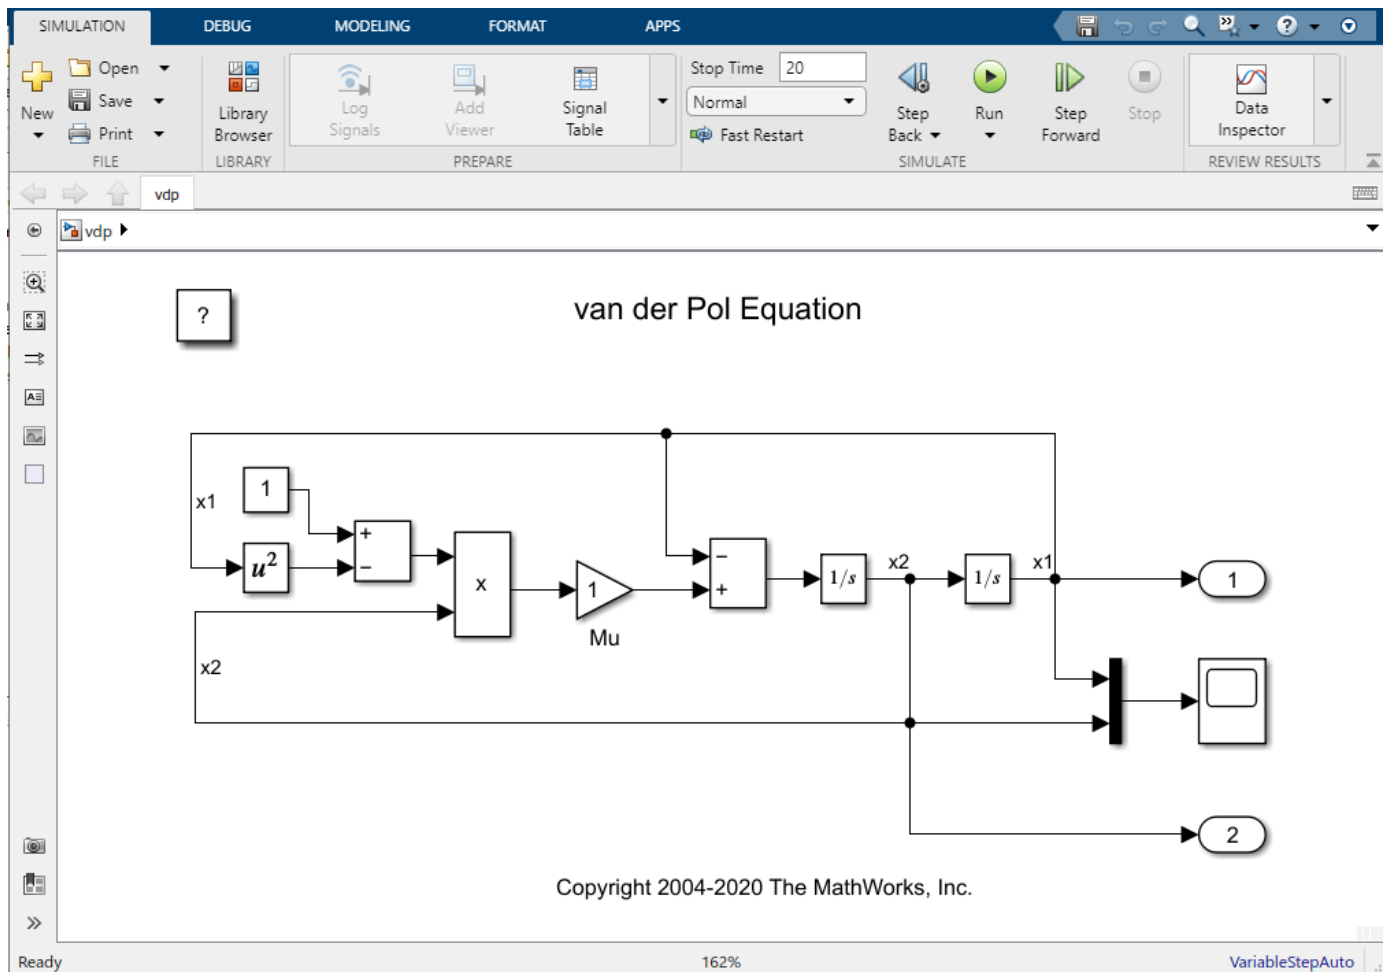 SIMULATION DEBUG MODELING FORMAT APPS
New
Open
Save
Print
FILE
Library
Browser
LIBRARY
Log
Signals
Add
Viewer
Signal
Table
PREPARE
Stop Time 20
Normal
Fast Restart
Step
Back
Run
Step
Forward
Stop
SIMULATE
Data
Inspector
REVIEW RESULTS
vdp
vdp
?
van der Pol Equation
x1
1
+
−
u²
x
1
Mu
−
+
1/s
x2
1/s
x1
1
x2
2
Copyright 2004-2020 The MathWorks, Inc.
Ready
162%
VariableStepAuto